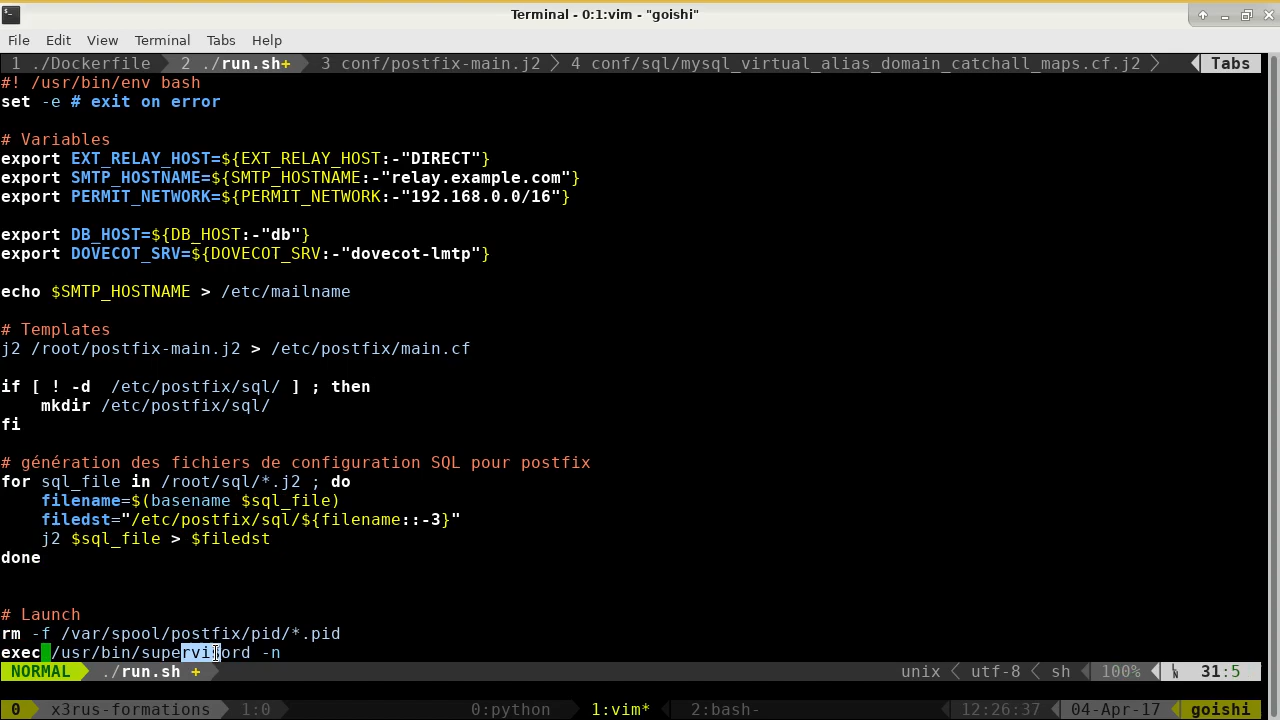 Terminal - 0:1:vim - "goishi"
File Edit View Terminal Tabs Help
1 ./Dockerfile 2 ./run.sh+ 3 conf/postfix-main.j2 4 conf/sql/mysql_virtual_alias_domain_catchall_maps.cf.j2 Tabs
#! /usr/bin/env bash
set -e # exit on error
# Variables
export EXT_RELAY_HOST=${EXT_RELAY_HOST:-"DIRECT"}
export SMTP_HOSTNAME=${SMTP_HOSTNAME:-"relay.example.com"}
export PERMIT_NETWORK=${PERMIT_NETWORK:-"192.168.0.0/16"}
export DB_HOST=${DB_HOST:-"db"}
export DOVECOT_SRV=${DOVECOT_SRV:-"dovecot-lmtp"}
echo $SMTP_HOSTNAME > /etc/mailname
# Templates
j2 /root/postfix-main.j2 > /etc/postfix/main.cf
if [ ! -d  /etc/postfix/sql/ ] ; then
    mkdir /etc/postfix/sql/
fi
# génération des fichiers de configuration SQL pour postfix
for sql_file in /root/sql/*.j2 ; do
    filename=$(basename $sql_file)
    filedst="/etc/postfix/sql/${filename::-3}"
    j2 $sql_file > $filedst
done
# Launch
rm -f /var/spool/postfix/pid/*.pid
exec /usr/bin/supervisord -n
NORMAL ./run.sh + unix < utf-8 < sh 100% 31:5
0 x3rus-formations 1:0 0:python 1:vim* 2:bash- 12:26:37 04-Apr-17 goishi